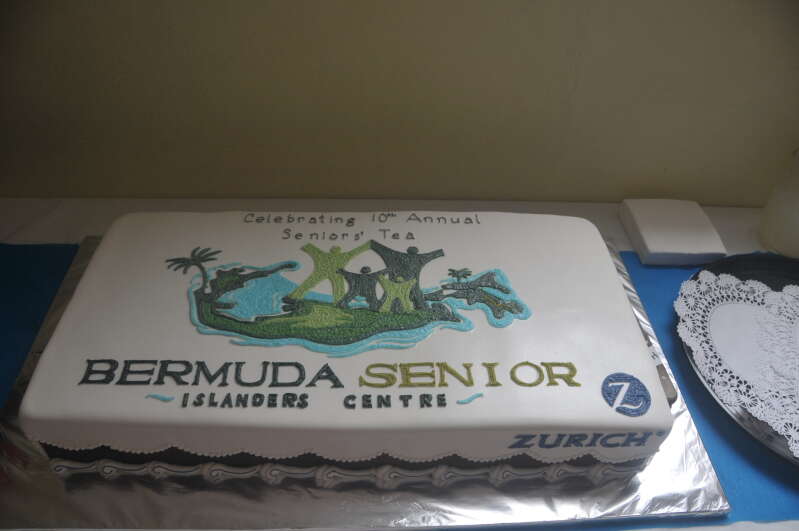 Celebrating 10th Annual
Seniors' Tea
BERMUDA SENIOR
ISLANDERS CENTRE
Z
ZURICH®